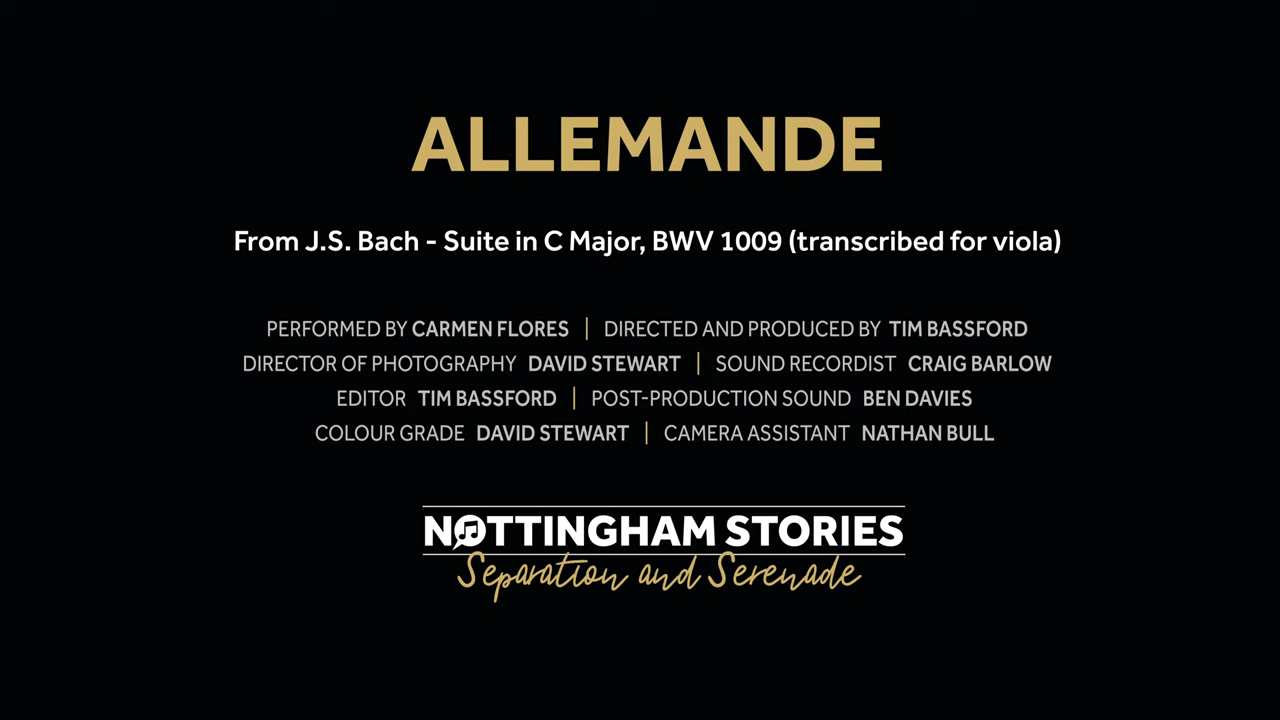 ALLEMANDE
From J.S. Bach - Suite in C Major, BWV 1009 (transcribed for viola)
PERFORMED BY CARMEN FLORES | DIRECTED AND PRODUCED BY TIM BASSFORD
DIRECTOR OF PHOTOGRAPHY DAVID STEWART | SOUND RECORDIST CRAIG BARLOW
EDITOR TIM BASSFORD | POST-PRODUCTION SOUND BEN DAVIES
COLOUR GRADE DAVID STEWART | CAMERA ASSISTANT NATHAN BULL
NOTTINGHAM STORIES
Separation and Serenade